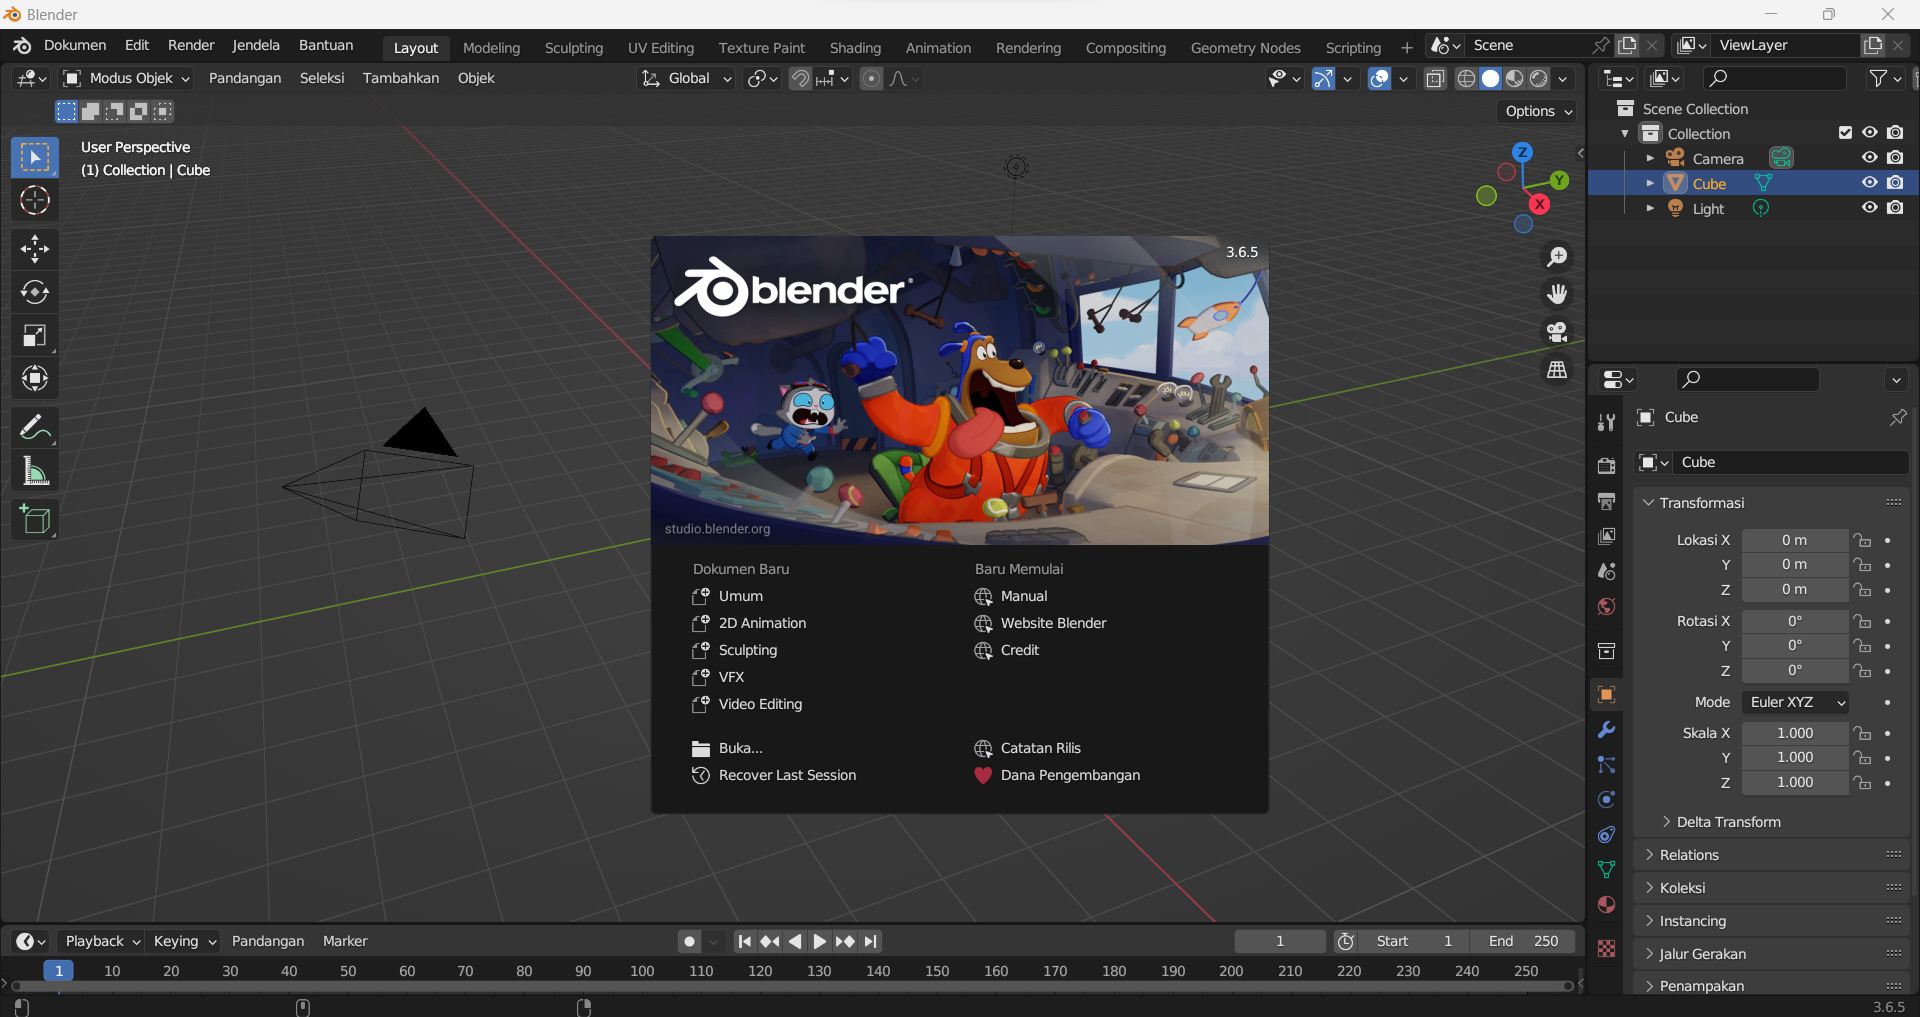 Blender
Dokumen Edit Render Jendela Bantuan Layout Modeling Sculpting UV Editing Texture Paint Shading Animation Rendering Compositing Geometry Nodes Scripting + Scene ViewLayer
Modus Objek Pandangan Seleksi Tambahkan Objek Global
Options
User Perspective
(1) Collection | Cube
Z
Y
X
Scene Collection
Collection
Camera
Cube
Light
3.6.5
blender
studio.blender.org
Dokumen Baru
Umum
2D Animation
Sculpting
VFX
Video Editing
Buka...
Recover Last Session
Baru Memulai
Manual
Website Blender
Credit
Catatan Rilis
Dana Pengembangan
Cube
Cube
Transformasi
Lokasi X 0 m
Y 0 m
Z 0 m
Rotasi X 0°
Y 0°
Z 0°
Mode Euler XYZ
Skala X 1.000
Y 1.000
Z 1.000
Delta Transform
Relations
Koleksi
Instancing
Jalur Gerakan
Penampakan
Playback Keying Pandangan Marker 1 Start 1 End 250
1 10 20 30 40 50 60 70 80 90 100 110 120 130 140 150 160 170 180 190 200 210 220 230 240 250
3.6.5